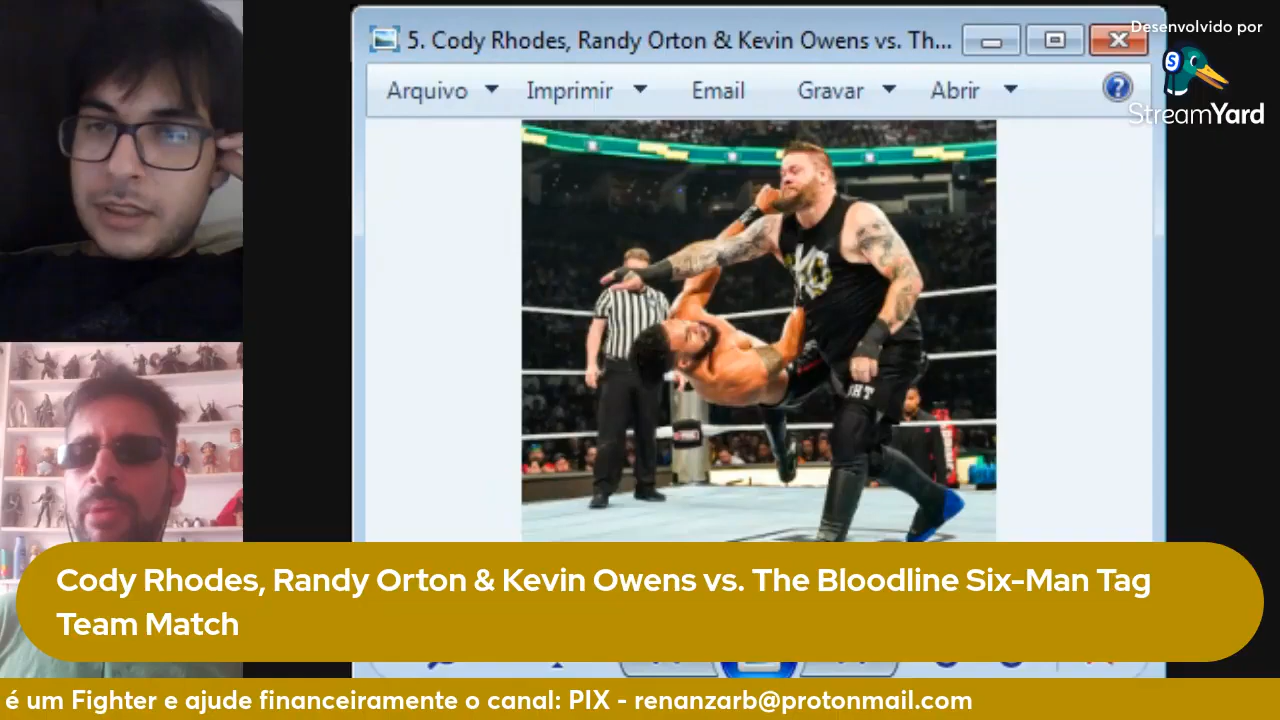 5. Cody Rhodes, Randy Orton & Kevin Owens vs. Th...
Desenvolvido por
S
StreamYard
Arquivo Imprimir Email Gravar Abrir
?
KO
HT
Cody Rhodes, Randy Orton & Kevin Owens vs. The Bloodline Six-Man Tag
Team Match
é um Fighter e ajude financeiramente o canal: PIX - renanzarb@protonmail.com